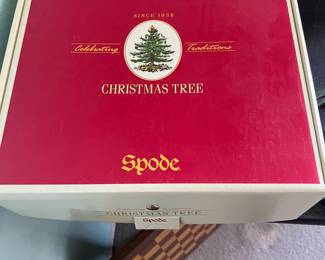 SINCE 1938
Celebrating Traditions
CHRISTMAS TREE
Spode
CHRISTMAS TREE
Spode